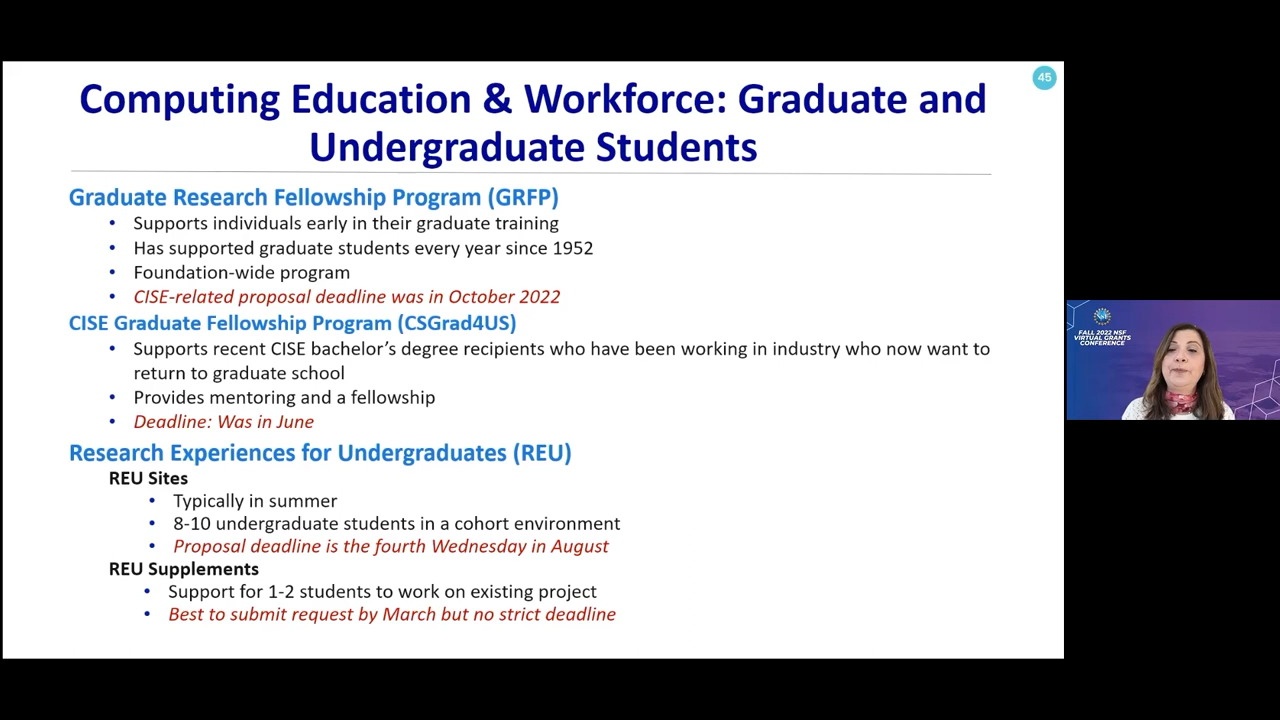 45
Computing Education & Workforce: Graduate and
Undergraduate Students
Graduate Research Fellowship Program (GRFP)
• Supports individuals early in their graduate training
• Has supported graduate students every year since 1952
• Foundation-wide program
• CISE-related proposal deadline was in October 2022
CISE Graduate Fellowship Program (CSGrad4US)
• Supports recent CISE bachelor’s degree recipients who have been working in industry who now want to
return to graduate school
• Provides mentoring and a fellowship
• Deadline: Was in June
Research Experiences for Undergraduates (REU)
REU Sites
• Typically in summer
• 8-10 undergraduate students in a cohort environment
• Proposal deadline is the fourth Wednesday in August
REU Supplements
• Support for 1-2 students to work on existing project
• Best to submit request by March but no strict deadline
FALL 2022 NSF
VIRTUAL GRANTS
CONFERENCE